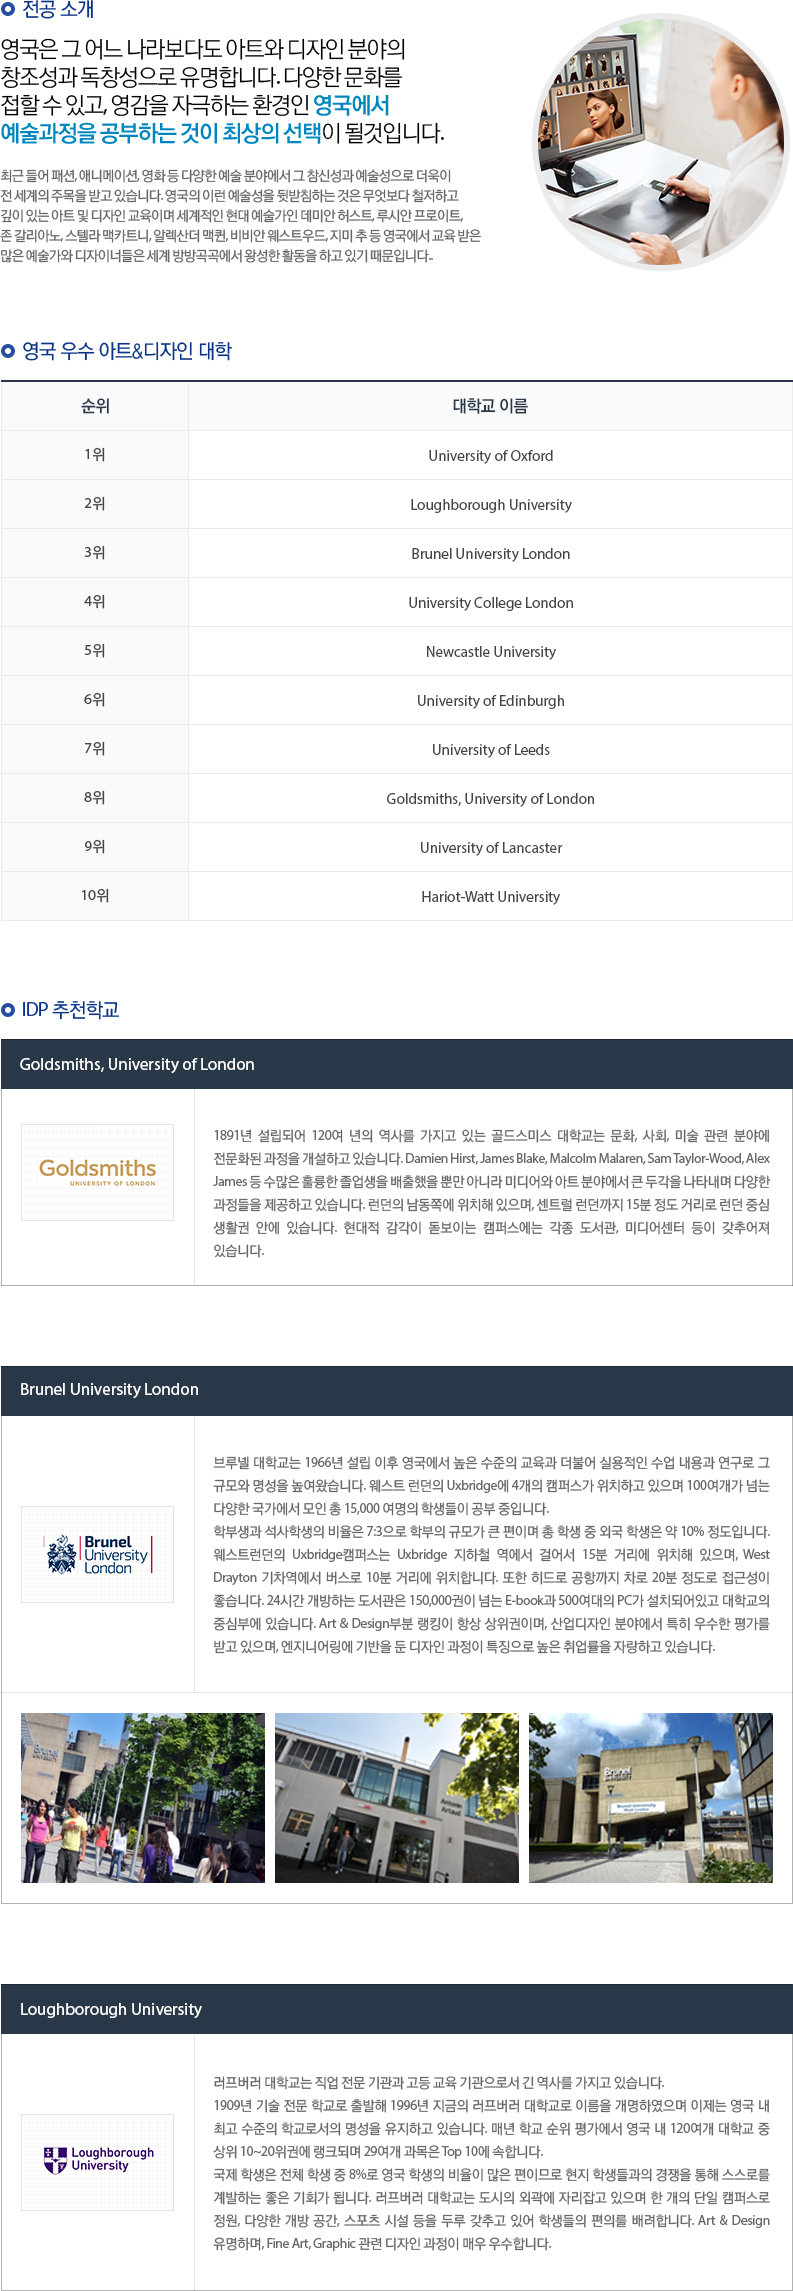 전공 소개
영국은 그 어느 나라보다도 아트와 디자인 분야의
창조성과 독창성으로 유명합니다. 다양한 문화를
접할 수 있고, 영감을 자극하는 환경인 영국에서
예술과정을 공부하는 것이 최상의 선택이 될것입니다.
최근 들어 패션, 애니메이션, 영화 등 다양한 예술 분야에서 그 참신성과 예술성으로 더욱이
전 세계의 주목을 받고 있습니다. 영국의 이런 예술성을 뒷받침하는 것은 무엇보다 철저하고
깊이 있는 아트 및 디자인 교육이며 세계적인 현대 예술가인 데미안 허스트, 루시안 프로이트,
존 갈리아노, 스텔라 맥카트니, 알렉산더 맥퀸, 비비안 웨스트우드, 지미 추 등 영국에서 교육 받은
많은 예술가와 디자이너들은 세계 방방곡곡에서 왕성한 활동을 하고 있기 때문입니다..
영국 우수 아트&디자인 대학
순위 대학교 이름
1위 University of Oxford
2위 Loughborough University
3위 Brunel University London
4위 University College London
5위 Newcastle University
6위 University of Edinburgh
7위 University of Leeds
8위 Goldsmiths, University of London
9위 University of Lancaster
10위 Hariot-Watt University
IDP 추천학교
Goldsmiths, University of London
Goldsmiths
UNIVERSITY OF LONDON
1891년 설립되어 120여 년의 역사를 가지고 있는 골드스미스 대학교는 문화, 사회, 미술 관련 분야에
전문화된 과정을 개설하고 있습니다. Damien Hirst, James Blake, Malcolm Malaren, Sam Taylor-Wood, Alex
James 등 수많은 훌륭한 졸업생을 배출했을 뿐만 아니라 미디어와 아트 분야에서 큰 두각을 나타내며 다양한
과정들을 제공하고 있습니다. 런던의 남동쪽에 위치해 있으며, 센트럴 런던까지 15분 정도 거리로 런던 중심
생활권 안에 있습니다. 현대적 감각이 돋보이는 캠퍼스에는 각종 도서관, 미디어센터 등이 갖추어져
있습니다.
Brunel University London
Brunel
University
London
브루넬 대학교는 1966년 설립 이후 영국에서 높은 수준의 교육과 더불어 실용적인 수업 내용과 연구로 그
규모와 명성을 높여왔습니다. 웨스트 런던의 Uxbridge에 4개의 캠퍼스가 위치하고 있으며 100여개가 넘는
다양한 국가에서 모인 총 15,000 여명의 학생들이 공부 중입니다.
학부생과 석사학생의 비율은 7:3으로 학부의 규모가 큰 편이며 총 학생 중 외국 학생은 약 10% 정도입니다.
웨스트런던의 Uxbridge캠퍼스는 Uxbridge 지하철 역에서 걸어서 15분 거리에 위치해 있으며, West
Drayton 기차역에서 버스로 10분 거리에 위치합니다. 또한 히드로 공항까지 차로 20분 정도로 접근성이
좋습니다. 24시간 개방하는 도서관은 150,000권이 넘는 E-book과 500여대의 PC가 설치되어있고 대학교의
중심부에 있습니다. Art & Design부분 랭킹이 항상 상위권이며, 산업디자인 분야에서 특히 우수한 평가를
받고 있으며, 엔지니어링에 기반을 둔 디자인 과정이 특징으로 높은 취업률을 자랑하고 있습니다.
Brunel
UNIVERSITY
Antonin
Artaud
Brunel
UNIVERSITY
Brunel University
Loughborough University
Loughborough
University
러프버러 대학교는 직업 전문 기관과 고등 교육 기관으로서 긴 역사를 가지고 있습니다.
1909년 기술 전문 학교로 출발해 1996년 지금의 러프버러 대학교로 이름을 개명하였으며 이제는 영국 내
최고 수준의 학교로서의 명성을 유지하고 있습니다. 매년 학교 순위 평가에서 영국 내 120여개 대학교 중
상위 10~20위권에 랭크되며 29여개 과목은 Top 10에 속합니다.
국제 학생은 전체 학생 중 8%로 영국 학생의 비율이 많은 편이므로 현지 학생들과의 경쟁을 통해 스스로를
계발하는 좋은 기회가 됩니다. 러프버러 대학교는 도시의 외곽에 자리잡고 있으며 한 개의 단일 캠퍼스로
정원, 다양한 개방 공간, 스포츠 시설 등을 두루 갖추고 있어 학생들의 편의를 배려합니다. Art & Design
유명하며, Fine Art, Graphic 관련 디자인 과정이 매우 우수합니다.